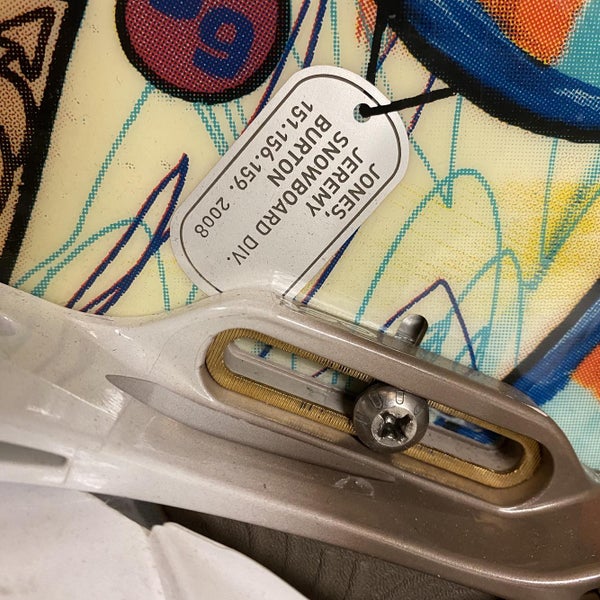 JONES,
JEREMY
SNOWBOARD DIV.
BURTON
151.156.159. 2008